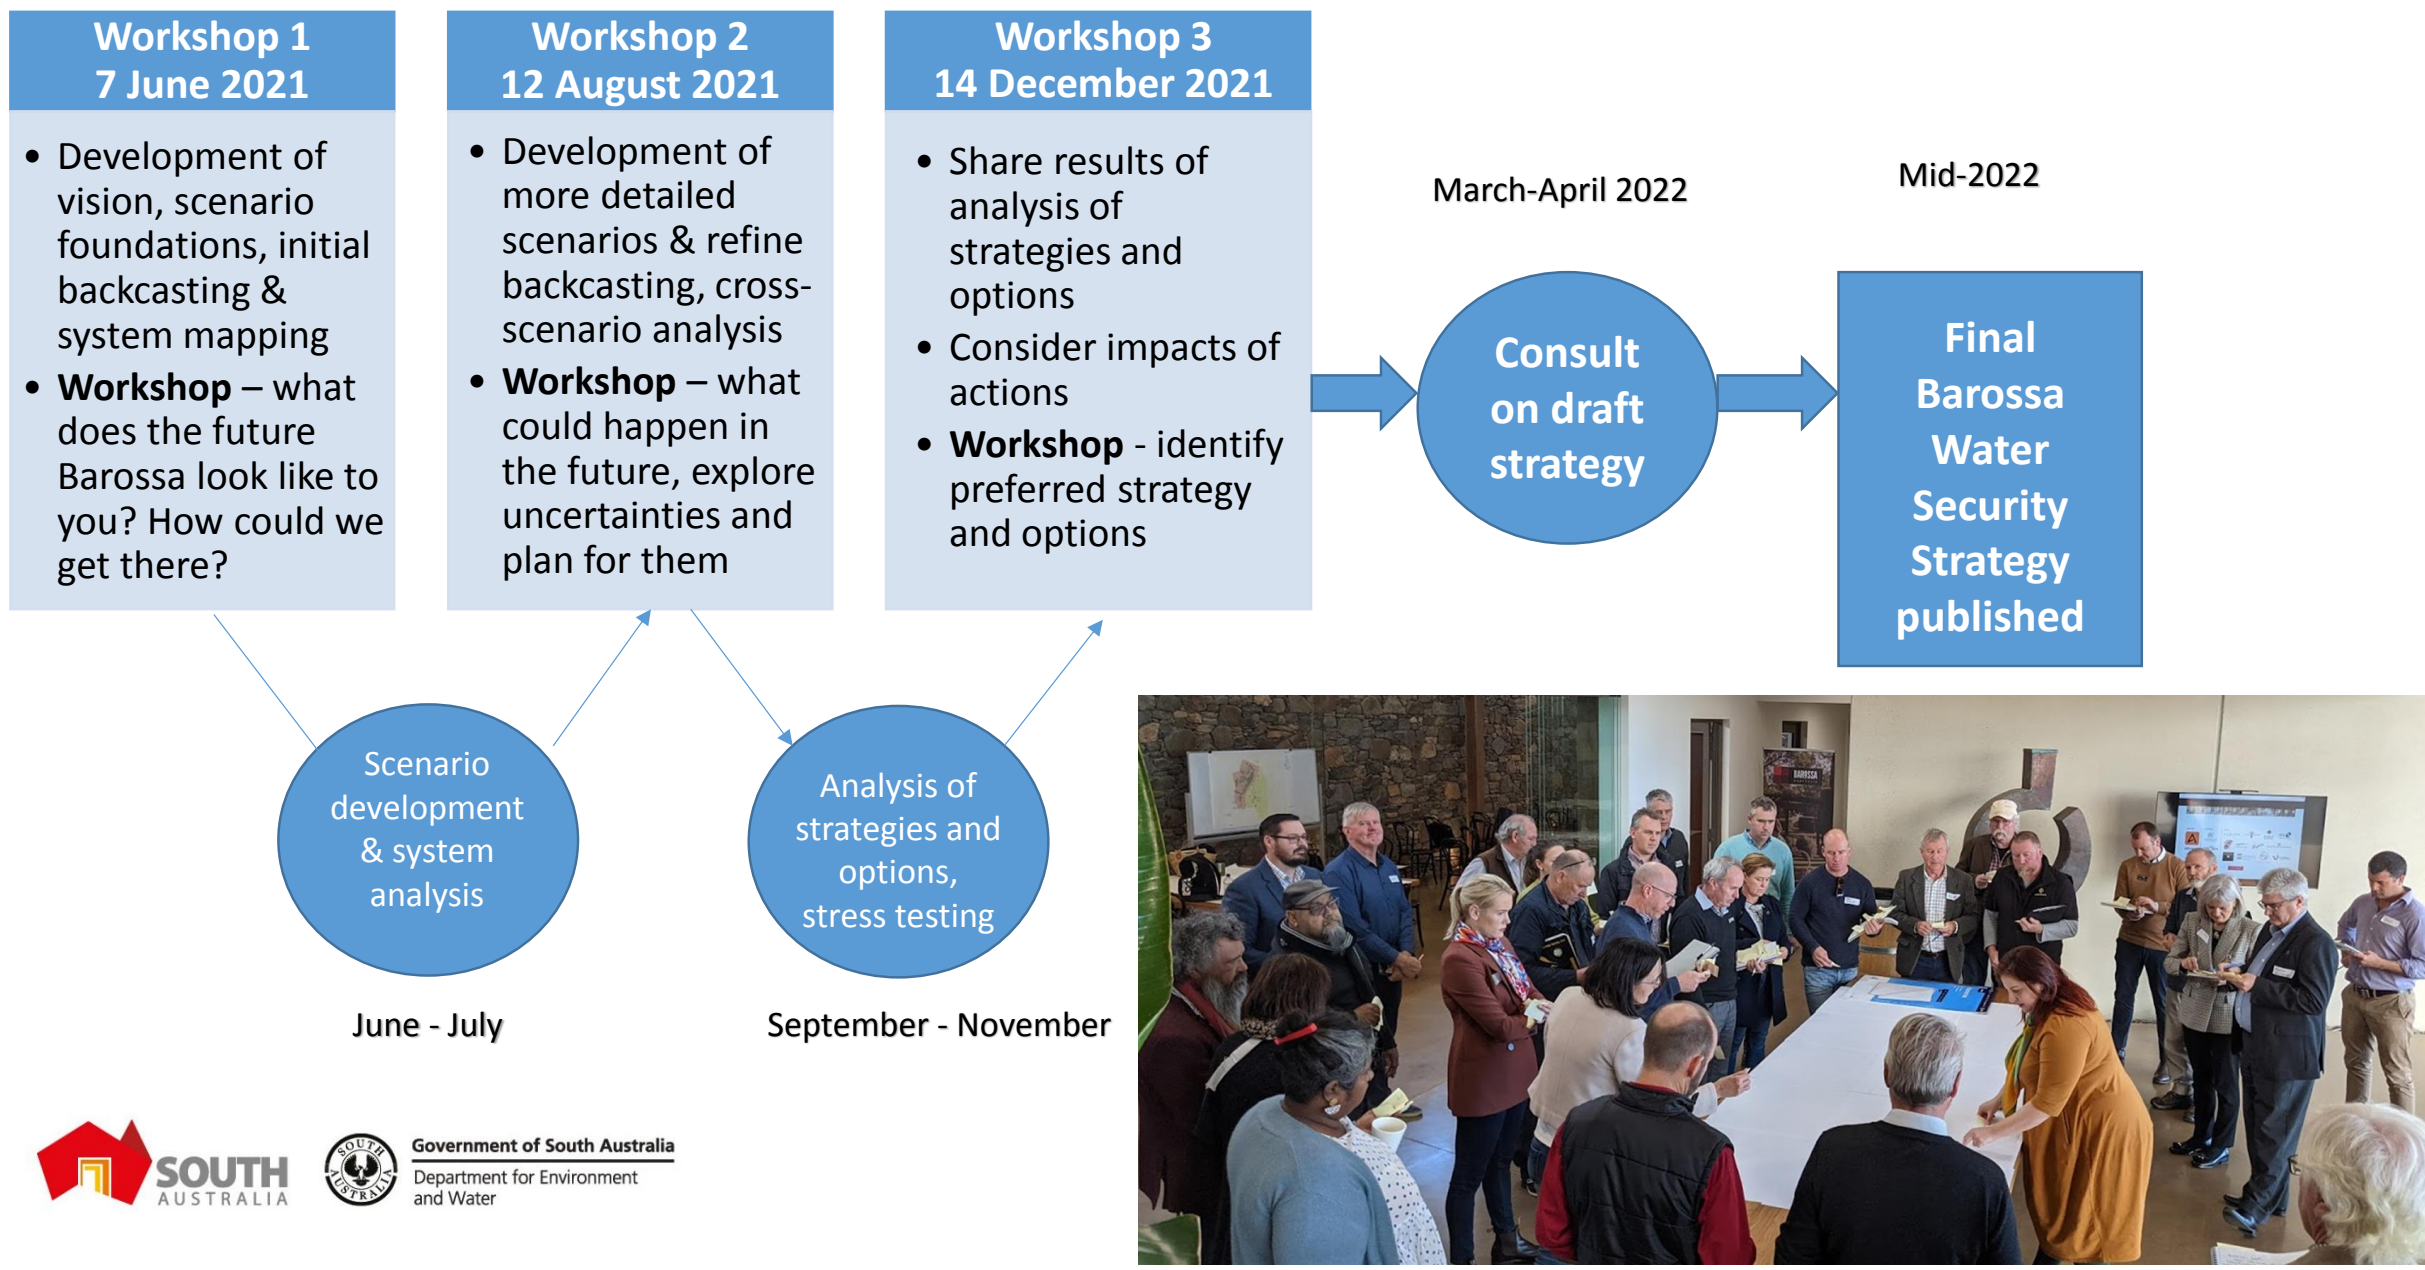 Workshop 1
7 June 2021
• Development of
vision, scenario
foundations, initial
backcasting &
system mapping
• Workshop – what
does the future
Barossa look like to
you? How could we
get there?
Workshop 2
12 August 2021
• Development of
more detailed
scenarios & refine
backcasting, cross-
scenario analysis
• Workshop – what
could happen in
the future, explore
uncertainties and
plan for them
Workshop 3
14 December 2021
• Share results of
analysis of
strategies and
options
• Consider impacts of
actions
• Workshop - identify
preferred strategy
and options
March-April 2022
Consult
on draft
strategy
Mid-2022
Final
Barossa
Water
Security
Strategy
published
Scenario
development
& system
analysis
June - July
Analysis of
strategies and
options,
stress testing
September - November
BAROSSA
SOUTH
AUSTRALIA
SOUTH
AUSTRALIA
Government of South Australia
Department for Environment
and Water